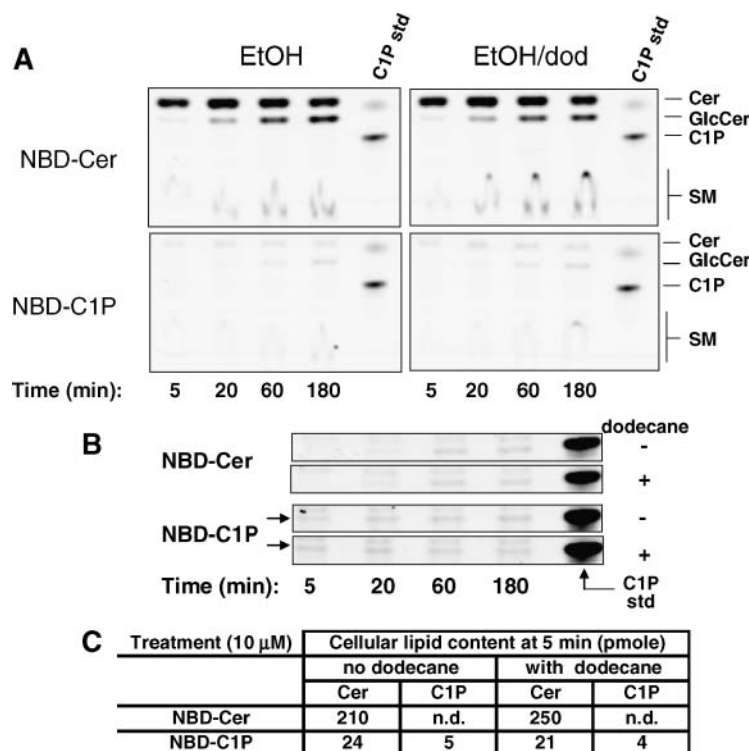 A
EtOH
C1P std
EtOH/dod
C1P std
NBD-Cer
Cer
GlcCer
C1P
SM
NBD-C1P
Cer
GlcCer
C1P
SM
Time (min): 5 20 60 180 5 20 60 180
B
dodecane
NBD-Cer
-
+
NBD-C1P
-
+
Time (min): 5 20 60 180 C1P
std
C
Treatment (10 µM) Cellular lipid content at 5 min (pmole)
no dodecane with dodecane
Cer C1P Cer C1P
NBD-Cer 210 n.d. 250 n.d.
NBD-C1P 24 5 21 4